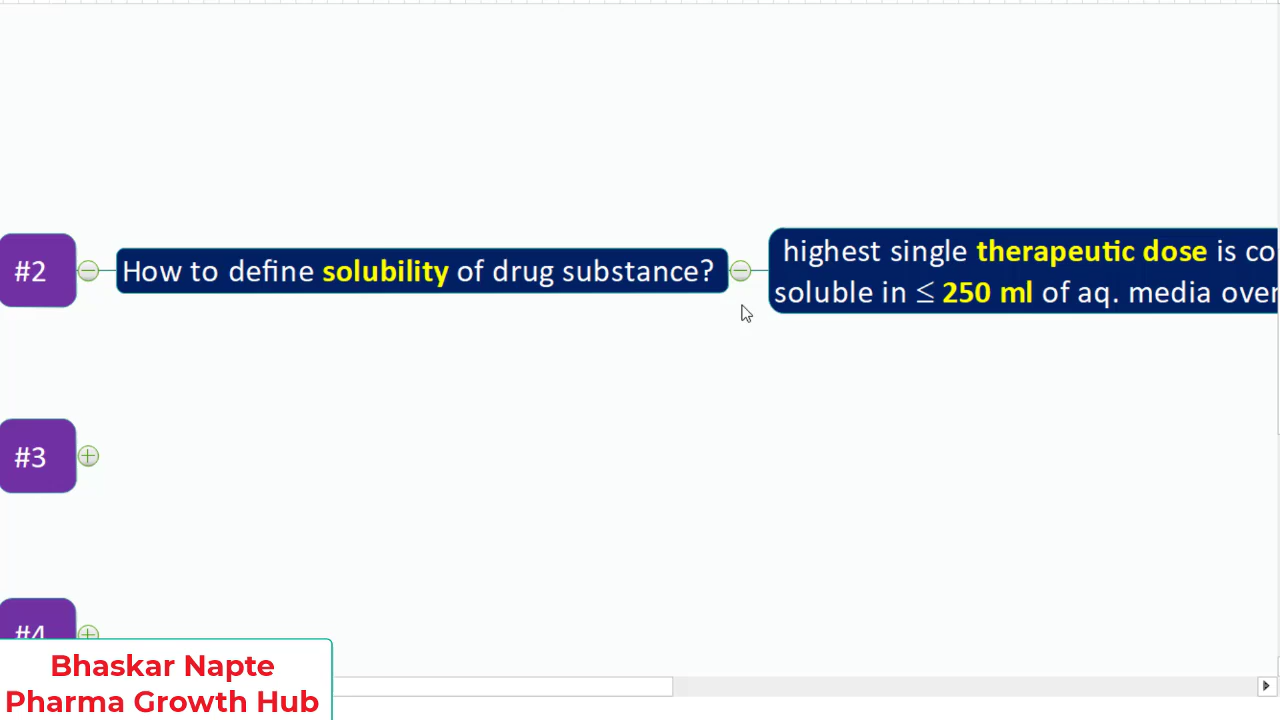 #2
How to define solubility of drug substance?
highest single therapeutic dose is co
soluble in ≤ 250 ml of aq. media over
#3
#4
Bhaskar Napte
Pharma Growth Hub